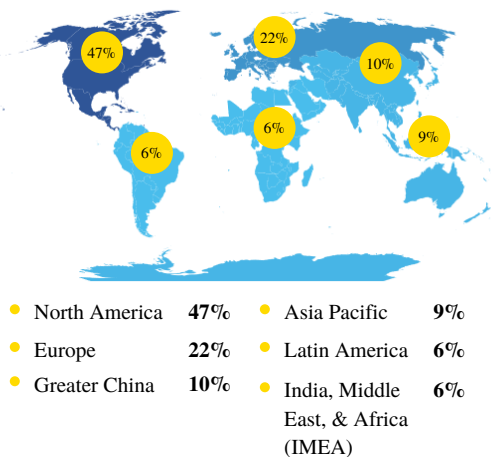 47%
22%
10%
6%
6%
9%
North America 47%
Europe 22%
Greater China 10%
Asia Pacific 9%
Latin America 6%
India, Middle 6%
East, & Africa
(IMEA)